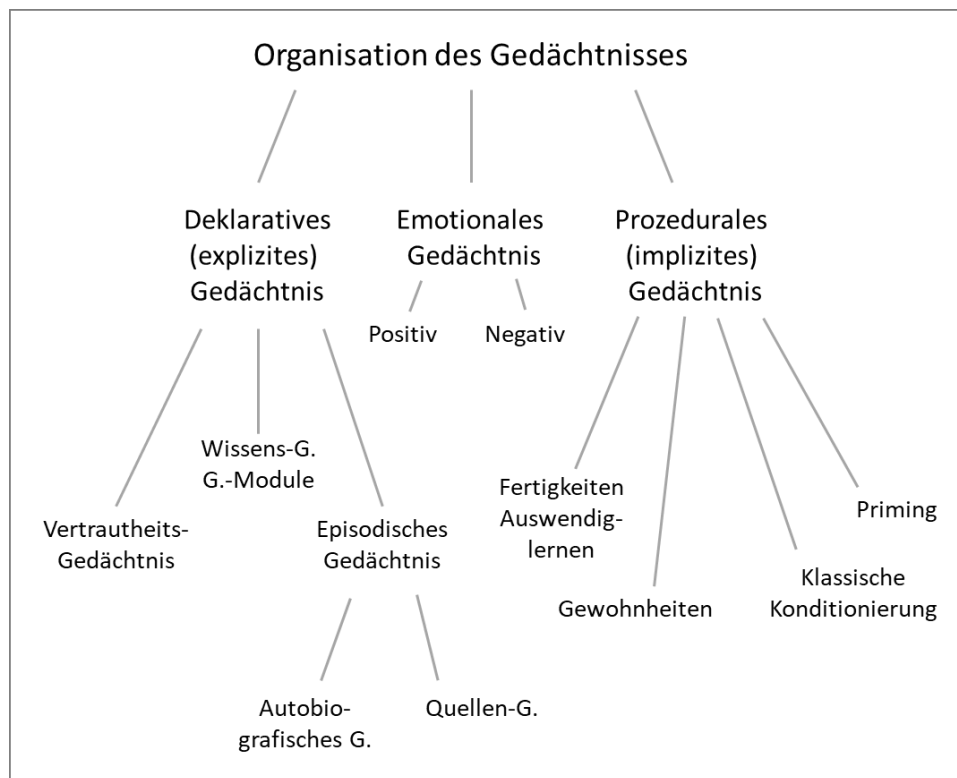 Organisation des Gedächtnisses
Deklaratives
(explizites)
Gedächtnis
Emotionales
Gedächtnis
Prozedurales
(implizites)
Gedächtnis
Positiv
Negativ
Wissens-G.
G.-Module
Vertrautheits-
Gedächtnis
Episodisches
Gedächtnis
Fertigkeiten
Auswendig-
lernen
Priming
Gewohnheiten
Klassische
Konditionierung
Autobio-
grafisches G.
Quellen-G.